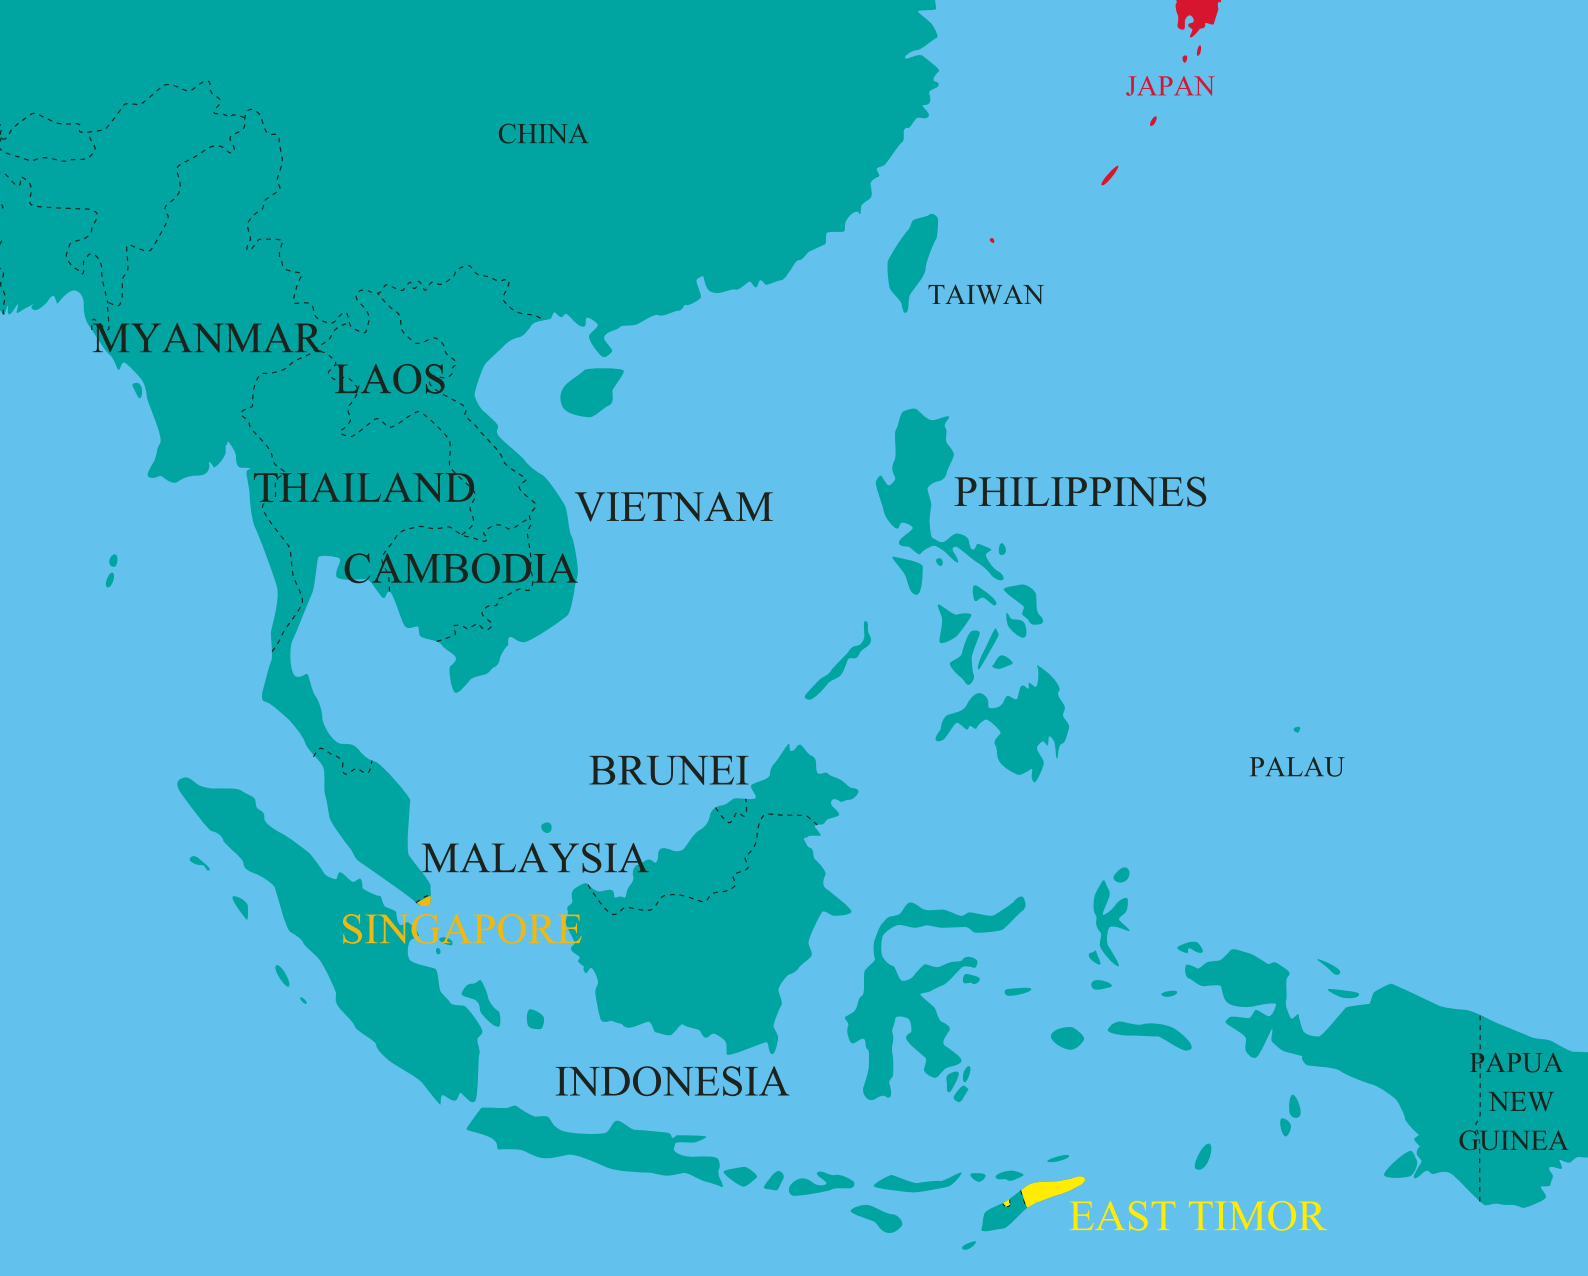 JAPAN
CHINA
TAIWAN
MYANMAR
LAOS
THAILAND
VIETNAM
PHILIPPINES
CAMBODIA
BRUNEI
PALAU
MALAYSIA
SINGAPORE
INDONESIA
PAPUA
NEW
GUINEA
EAST TIMOR